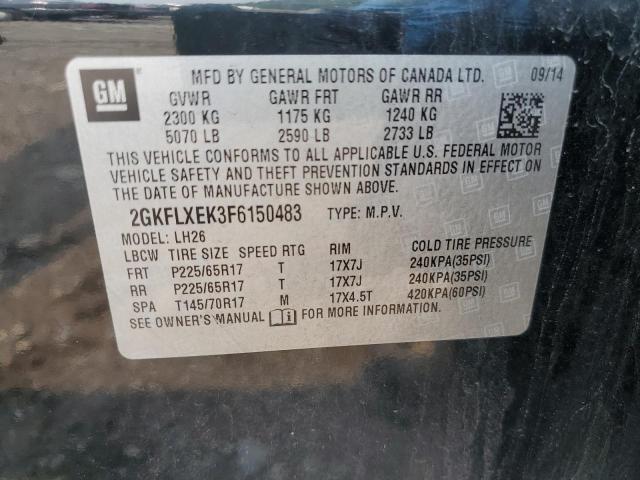 GM
MFD BY GENERAL MOTORS OF CANADA LTD. 09/14
GVWR GAWR FRT GAWR RR
2300 KG 1175 KG 1240 KG
5070 LB 2590 LB 2733 LB
THIS VEHICLE CONFORMS TO ALL APPLICABLE U.S. FEDERAL MOTOR
VEHICLE SAFETY AND THEFT PREVENTION STANDARDS IN EFFECT ON
THE DATE OF MANUFACTURE SHOWN ABOVE.
2GKFLXEK3F6150483 TYPE: M.P.V.
MODEL: LH26
LBCW TIRE SIZE SPEED RTG RIM COLD TIRE PRESSURE
FRT P225/65R17 T 17X7J 240KPA(35PSI)
RR P225/65R17 T 17X7J 240KPA(35PSI)
SPA T145/70R17 M 17X4.5T 420KPA(60PSI)
SEE OWNER'S MANUAL FOR MORE INFORMATION.